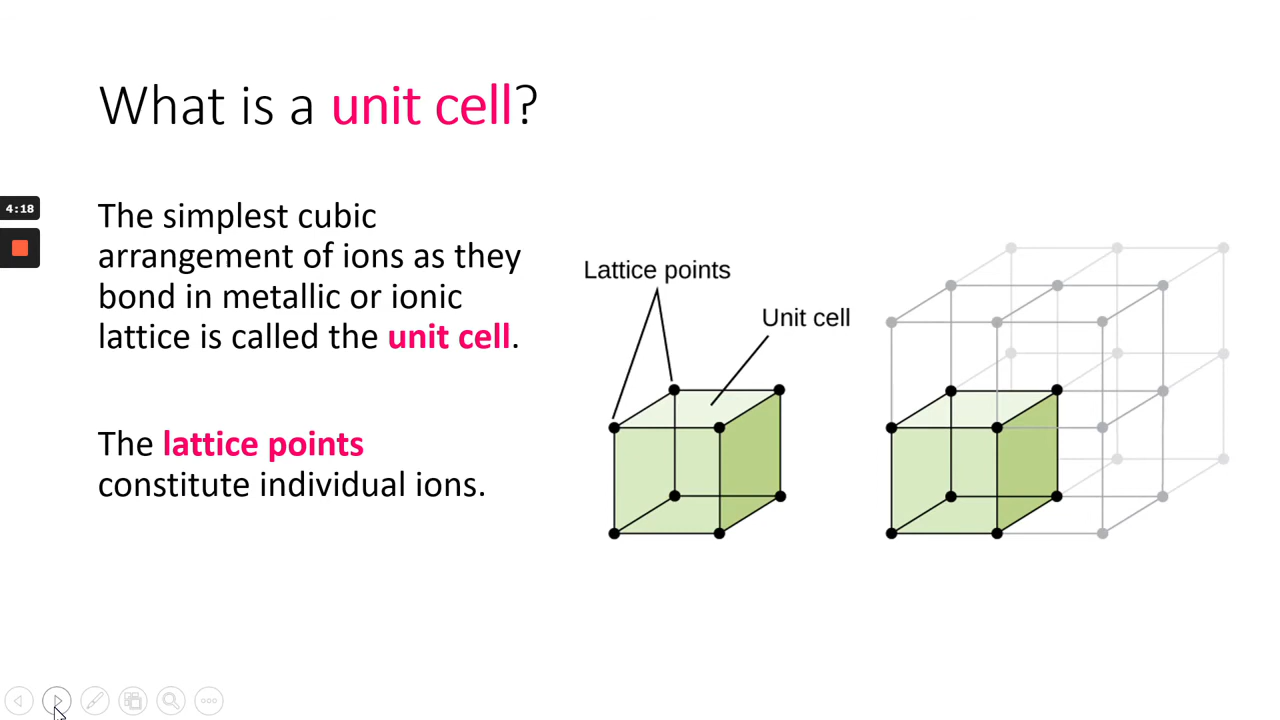 What is a unit cell?
4:18
The simplest cubic
arrangement of ions as they
bond in metallic or ionic
lattice is called the unit cell.
The lattice points
constitute individual ions.
Lattice points
Unit cell